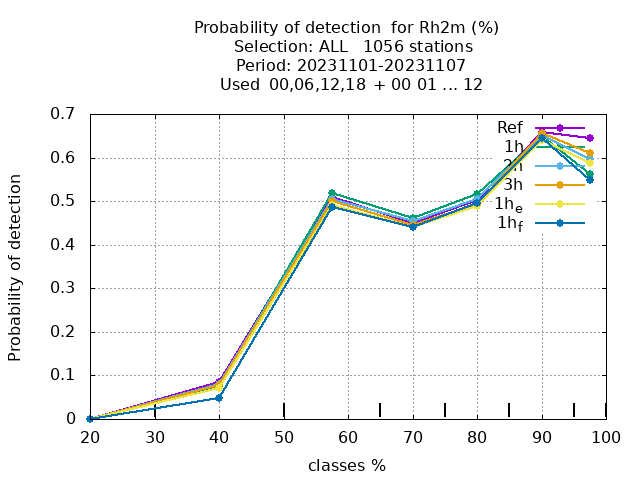 Probability of detection  for Rh2m (%)
Selection: ALL   1056 stations
Period: 20231101-20231107
Used  00,06,12,18  + 00 01 ... 12
Probability of detection
0.7
0.6
0.5
0.4
0.3
0.2
0.1
0
Ref
1h
2h
3h
1he
1hf
20 30 40 50 60 70 80 90 100
classes %